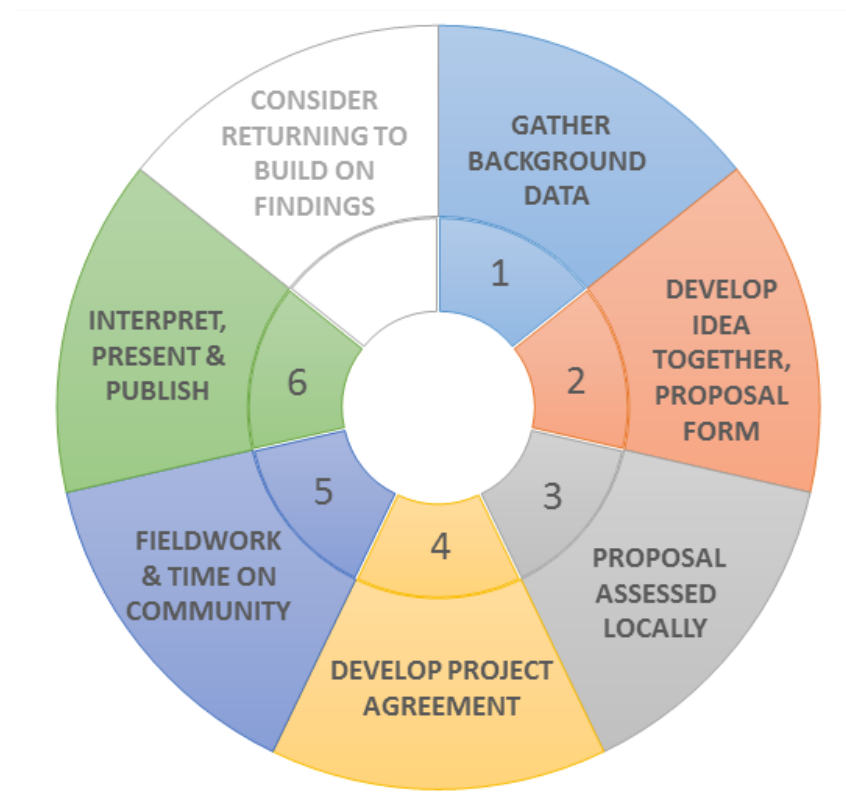 GATHER
BACKGROUND
DATA
1
DEVELOP
IDEA
TOGETHER,
PROPOSAL
FORM
2
PROPOSAL
ASSESSED
LOCALLY
3
DEVELOP PROJECT
AGREEMENT
4
FIELDWORK
& TIME ON
COMMUNITY
5
INTERPRET,
PRESENT &
PUBLISH
6
CONSIDER
RETURNING TO
BUILD ON
FINDINGS